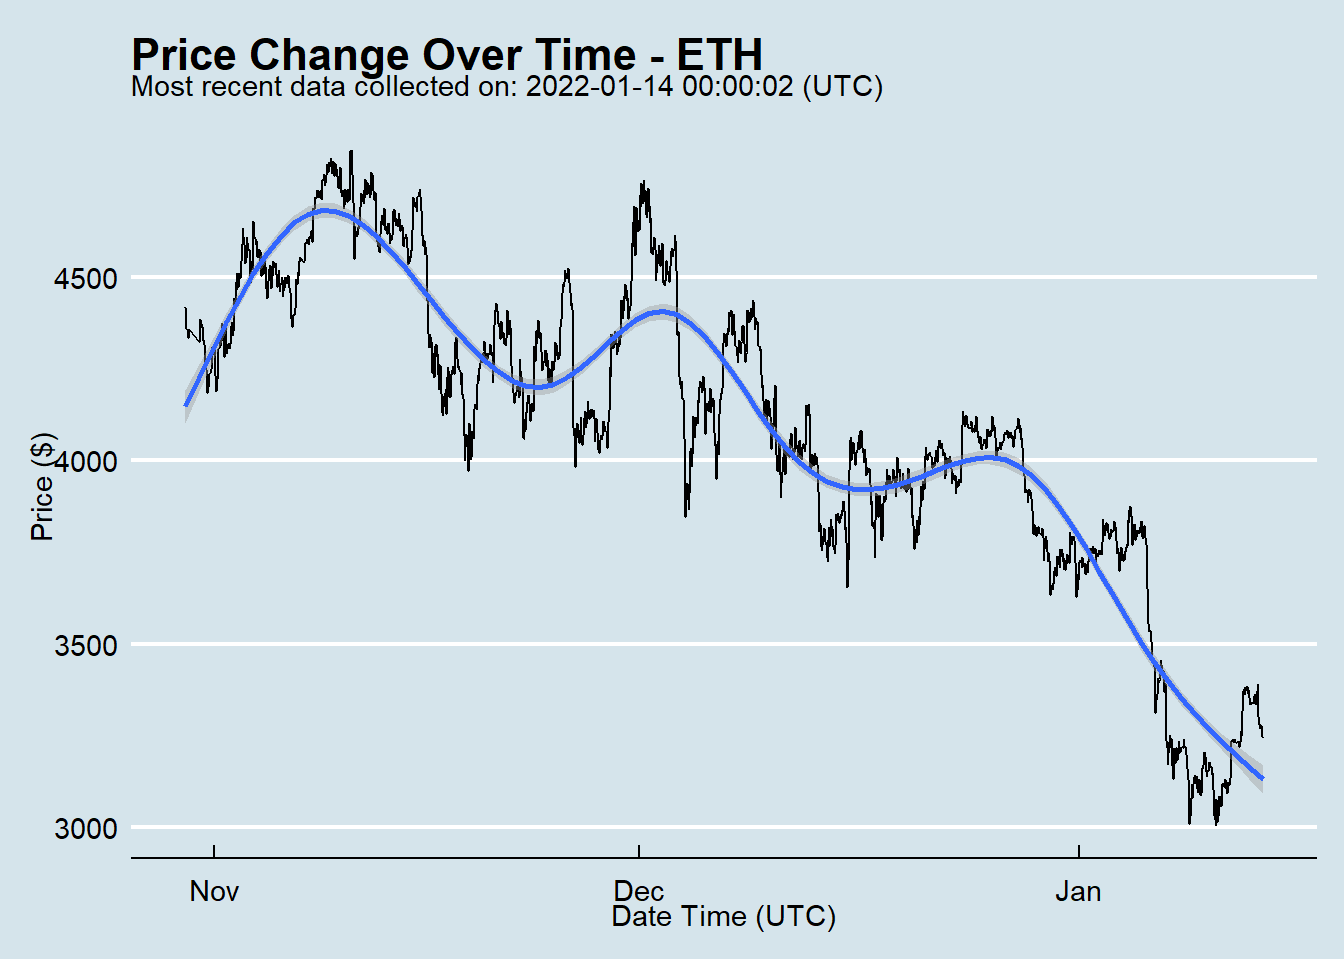 Price Change Over Time - ETH
Most recent data collected on: 2022-01-14 00:00:02 (UTC)
Price ($)
4500
4000
3500
3000
Nov
Dec
Jan
Date Time (UTC)